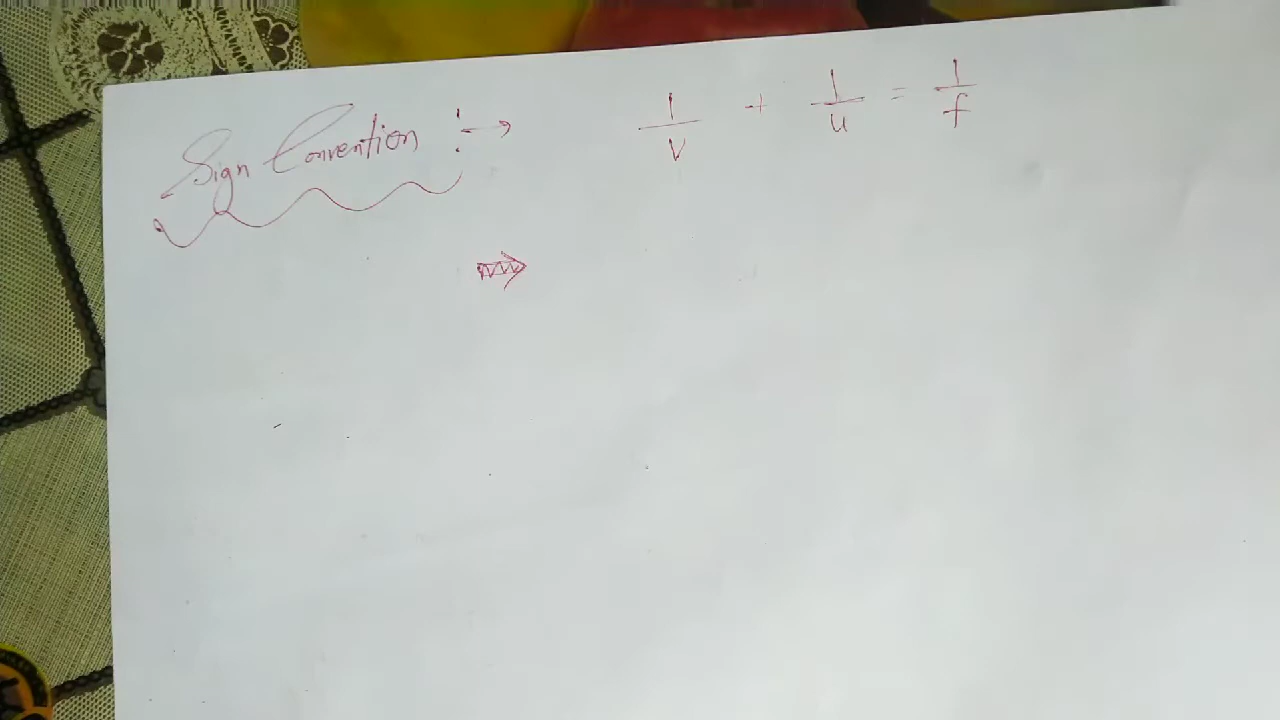 Sign Convention :→ 1/v + 1/u = 1/f
⇒